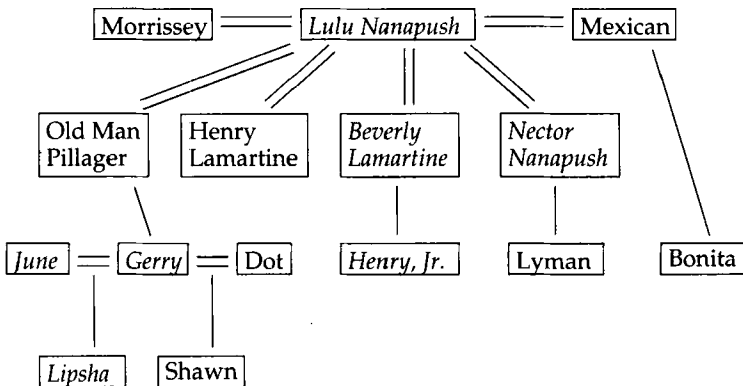 Morrissey
Lulu Nanapush
Mexican
Old Man
Pillager
Henry
Lamartine
Beverly
Lamartine
Nector
Nanapush
June
Gerry
Dot
Henry, Jr.
Lyman
Bonita
Lipsha
Shawn